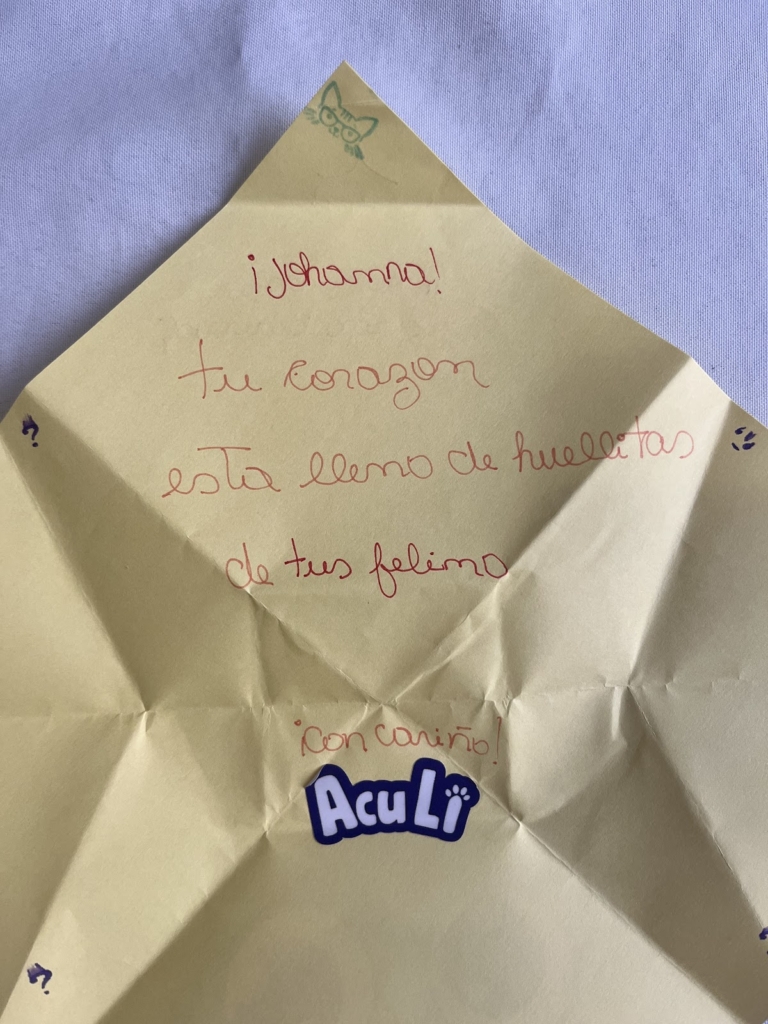 ¡Johanna!
tu corazon
esta lleno de huellitas
de tus felino
¡con cariño!
AcuLi